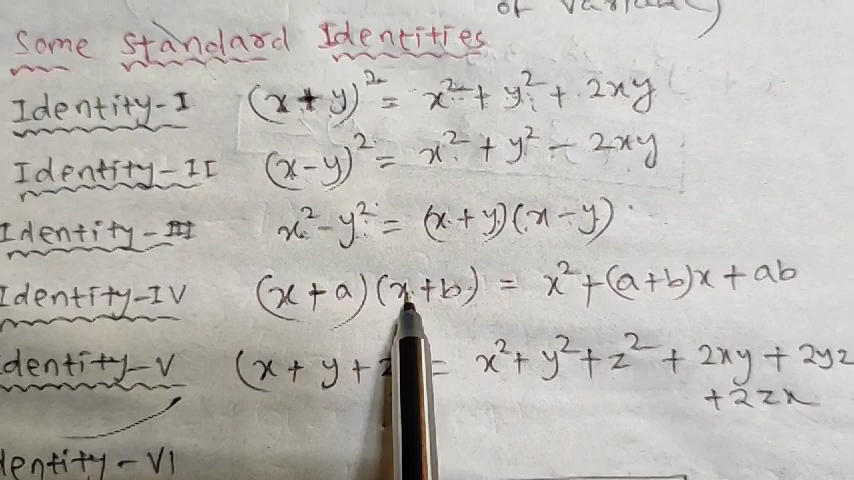 of
Some Standard Identities
Identity-I (x+y)²= x²+ y²+ 2xy
Identity-II (x-y)²= x²+y²- 2xy
Identity-III x²-y²= (x+y)(x-y)
Identity-IV (x+a)(x+b) = x²+(a+b)x+ab
dentity-V (x+y+z = x²+y²+z²+2xy+2yz
+2zx
dentity-VI